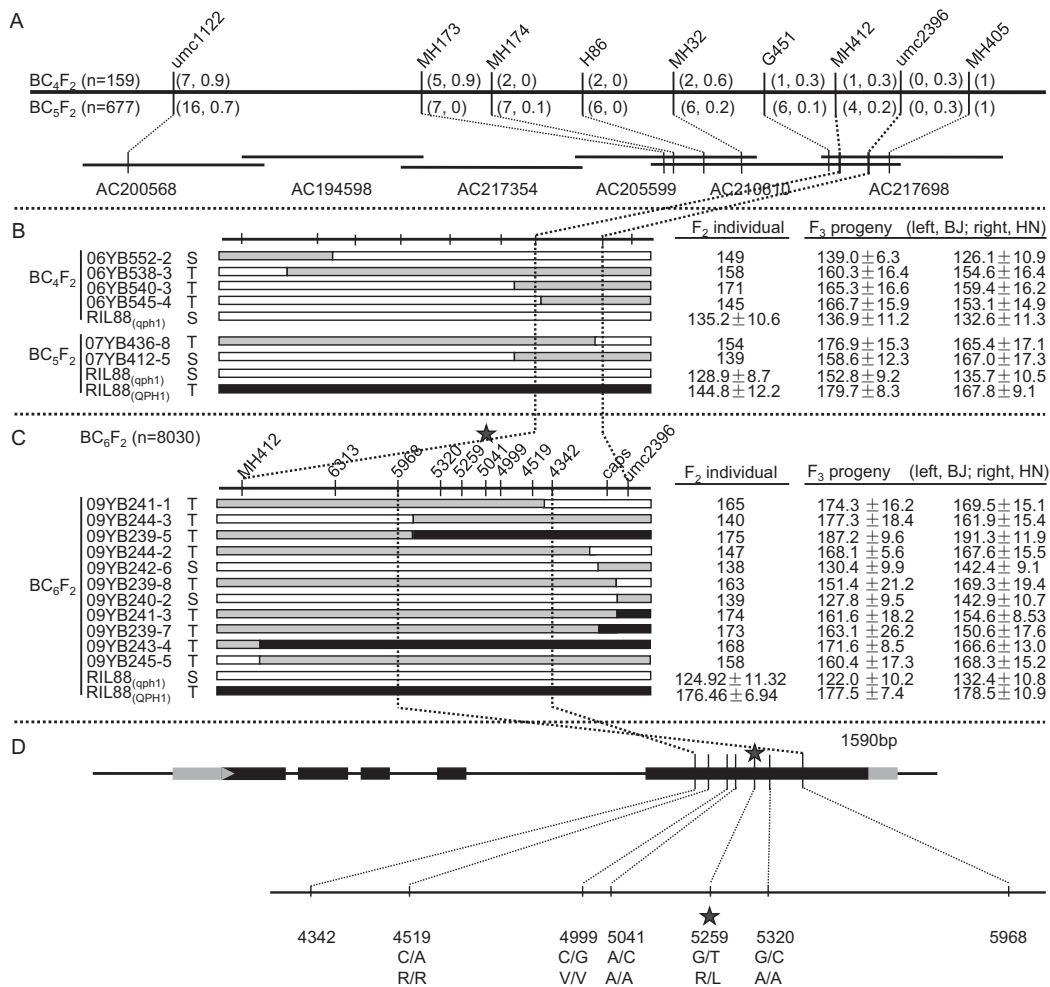 A
umc1122 MH173 MH174 H86 MH32 G451 MH412 umc2396 MH405
BC4F2 (n=159) (7, 0.9) (5, 0.9) (2, 0) (2, 0) (2, 0.6) (1, 0.3) (1, 0.3) (0, 0.3) (1)
BC5F2 (n=677) (16, 0.7) (7, 0) (7, 0.1) (6, 0) (6, 0.2) (6, 0.1) (4, 0.2) (0, 0.3) (1)
AC200568 AC194598 AC217354 AC205599 AC210610 AC217698
B
F2 individual F3 progeny (left, BJ; right, HN)
BC4F2
06YB552-2 S 149 139.0±6.3 126.1±10.9
06YB538-3 T 158 160.3±16.4 154.6±16.4
06YB540-3 T 171 165.3±16.6 159.4±16.2
06YB545-4 T 145 166.7±15.9 153.1±14.9
RIL88(qph1) S 135.2±10.6 136.9±11.2 132.6±11.3
BC5F2
07YB436-8 T 154 176.9±15.3 165.4±17.1
07YB412-5 S 139 158.6±12.3 167.0±17.3
RIL88(qph1) S 128.9±8.7 152.8±9.2 135.7±10.5
RIL88(QPH1) T 144.8±12.2 179.7±8.3 167.8±9.1
C BC6F2 (n=8030)
MH412 6313 5968 5320 5259 5041 4999 4519 4342 caps umc2396
F2 individual F3 progeny (left, BJ; right, HN)
BC6F2
09YB241-1 T 165 174.3 ±16.2 169.5±15.1
09YB244-3 T 140 177.3 ±18.4 161.9±15.4
09YB239-5 T 175 187.2 ±9.6 191.3±11.9
09YB244-2 T 147 168.1 ±5.6 167.6±15.5
09YB242-6 S 138 130.4 ±9.9 142.4± 9.1
09YB239-8 T 163 151.4 ±21.2 169.3±19.4
09YB240-2 S 139 127.8 ±9.5 142.9±10.7
09YB241-3 T 174 161.6 ±18.2 154.6±8.53
09YB239-7 T 173 163.1 ±26.2 150.6±17.6
09YB243-4 T 168 171.6 ±8.5 166.6±13.0
09YB245-5 T 158 160.4 ±17.3 168.3±15.2
RIL88(qph1) S 124.92±11.32 122.0 ±10.2 132.4±10.8
RIL88(QPH1) T 176.46±6.94 177.5 ±7.4 178.5±10.9
D
1590bp
4342 4519 4999 5041 5259 5320 5968
C/A C/G A/C G/T G/C
R/R V/V A/A R/L A/A